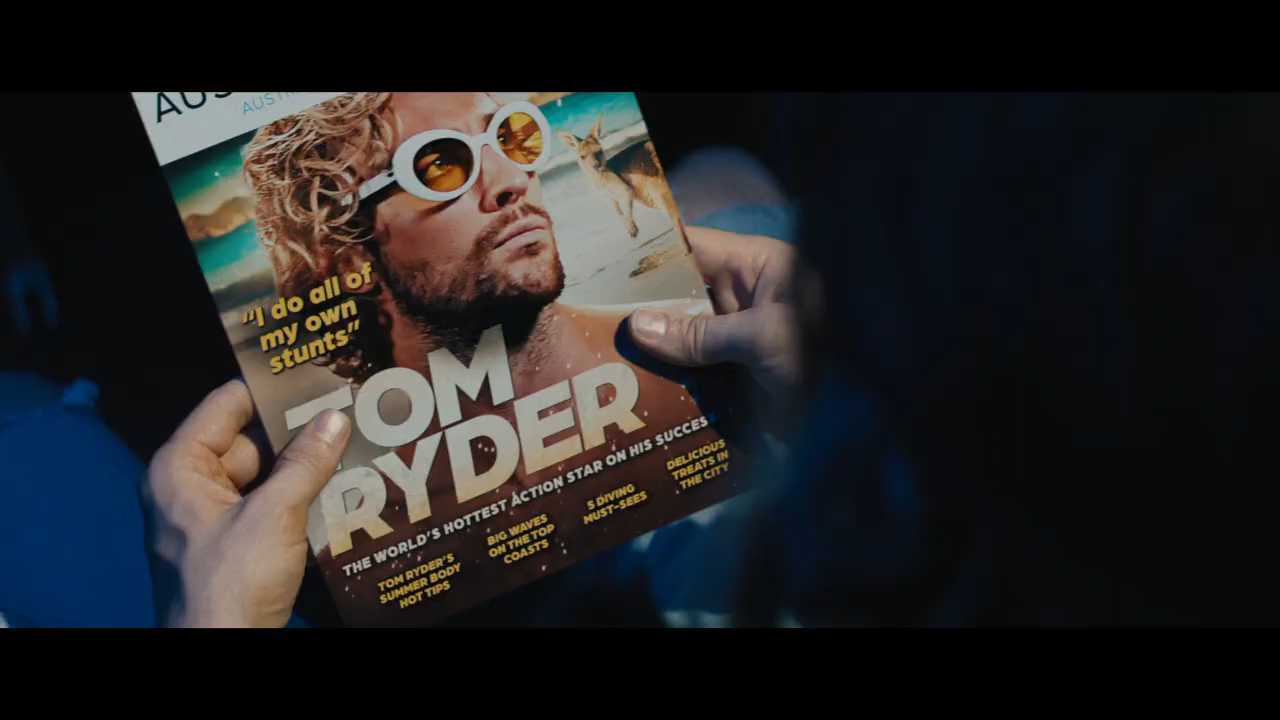 "I do all of
my own
stunts"
TOM
RYDER
THE WORLD'S HOTTEST ACTION STAR ON HIS SUCCES
TOM RYDER'S
SUMMER BODY
HOT TIPS
BIG WAVES
ON THE TOP
COASTS
5 DIVING
MUST-SEES
DELICIOUS
TREATS IN
THE CITY